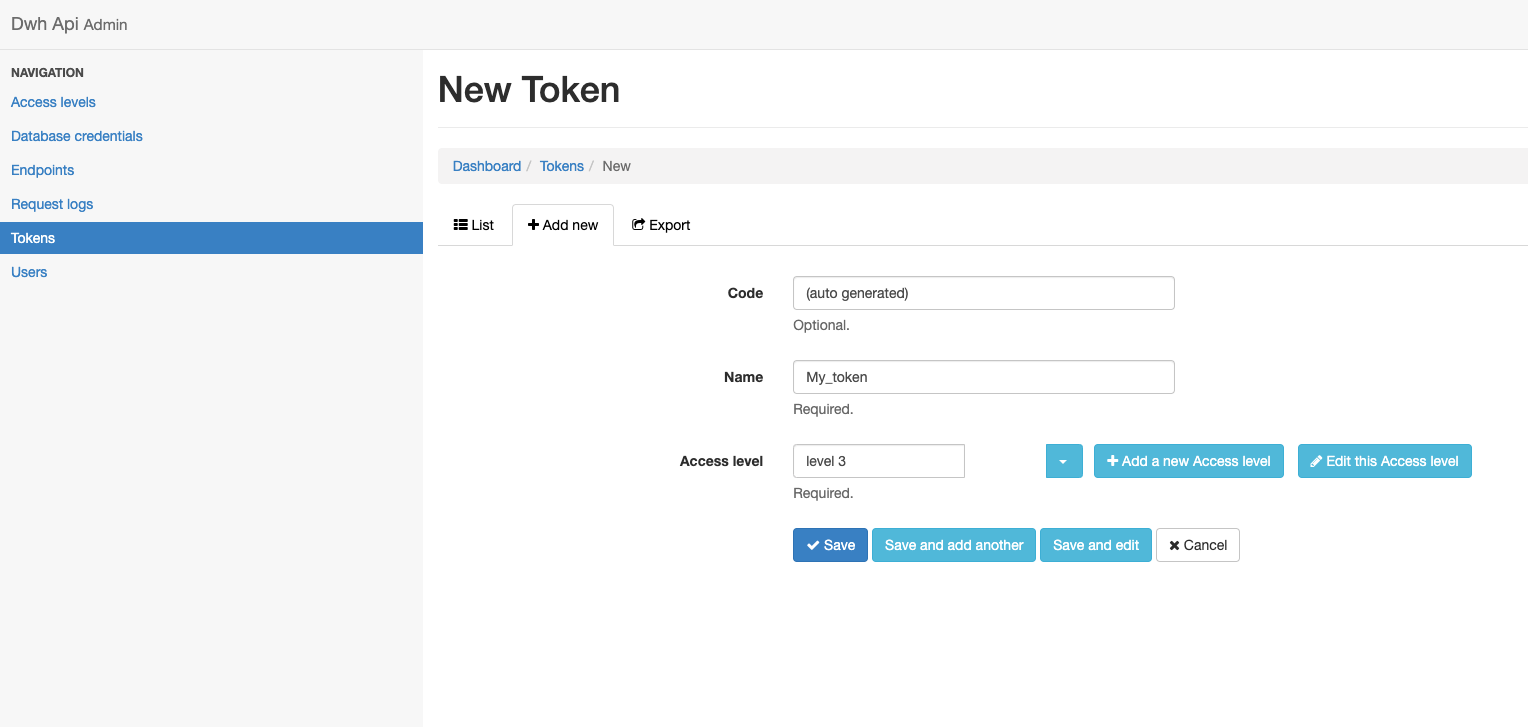 Dwh Api Admin
NAVIGATION
Access levels
Database credentials
Endpoints
Request logs
Tokens
Users
New Token
Dashboard / Tokens / New
List Add new Export
Code (auto generated)
Optional.
Name My_token
Required.
Access level level 3 Add a new Access level Edit this Access level
Required.
Save Save and add another Save and edit Cancel